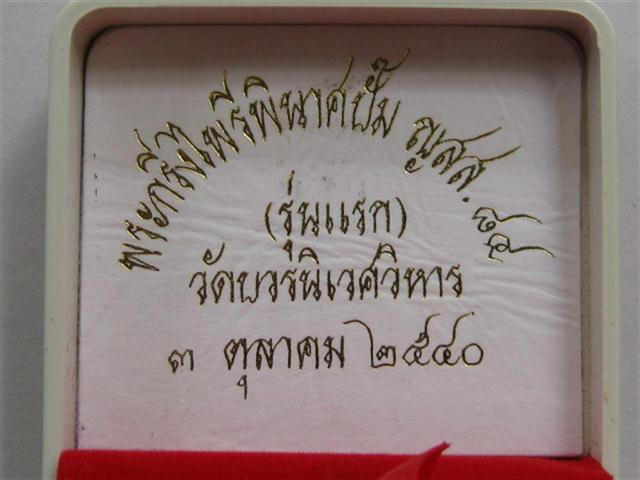 พระกริ่งไพรีพินาศปั๊ม ญสส. ๘๔
(รุ่นแรก)
วัดบวรนิเวศวิหาร
๓ ตุลาคม ๒๕๔๐